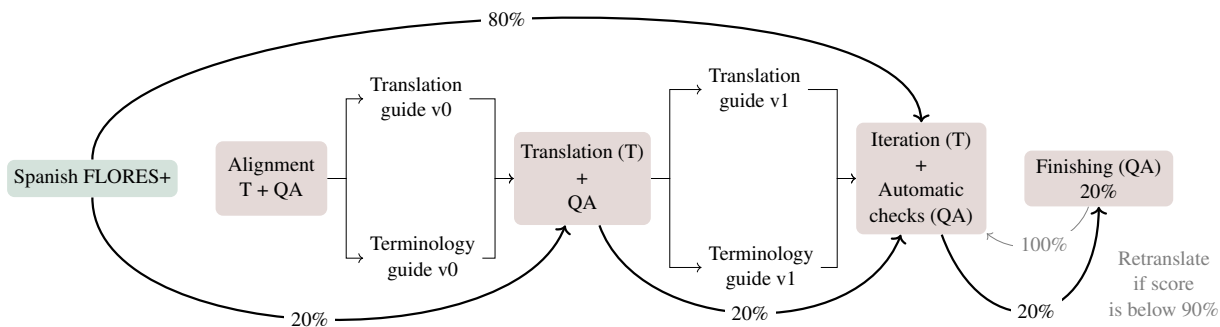 80%
Spanish FLORES+
Alignment
T + QA
Translation
guide v0
Terminology
guide v0
Translation (T)
+
QA
Translation
guide v1
Terminology
guide v1
Iteration (T)
+
Automatic
checks (QA)
Finishing (QA)
20%
100%
Retranslate
if score
is below 90%
20%
20%
20%